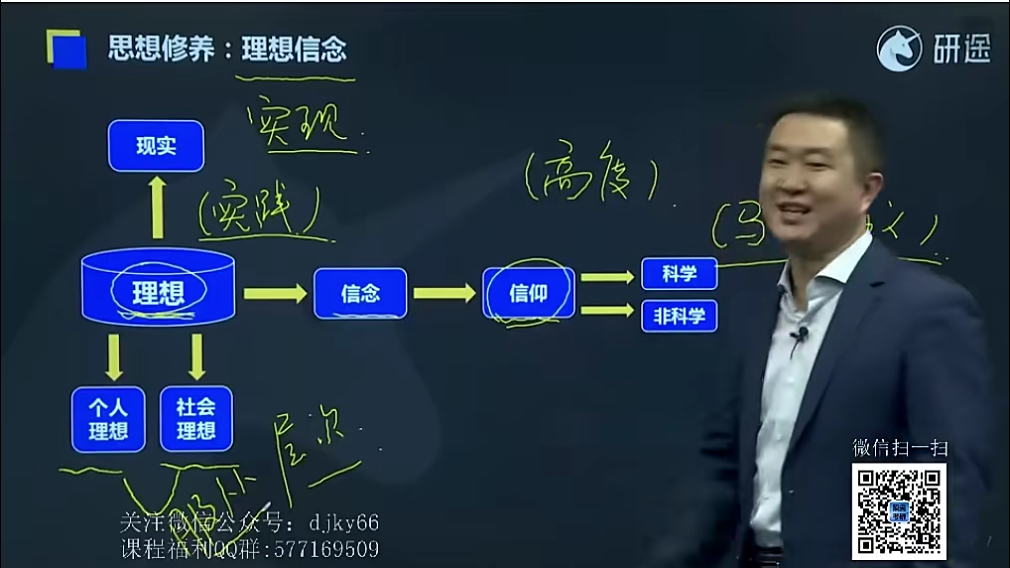 思想修养：理想信念
研途
实现
现实
(高度)
(实践)
(马
义)
理想
信念
信仰
科学
非科学
个人
理想
社会
理想
层次
微信扫一扫
关注微信公众号：djky66
课程福利QQ群:577169509